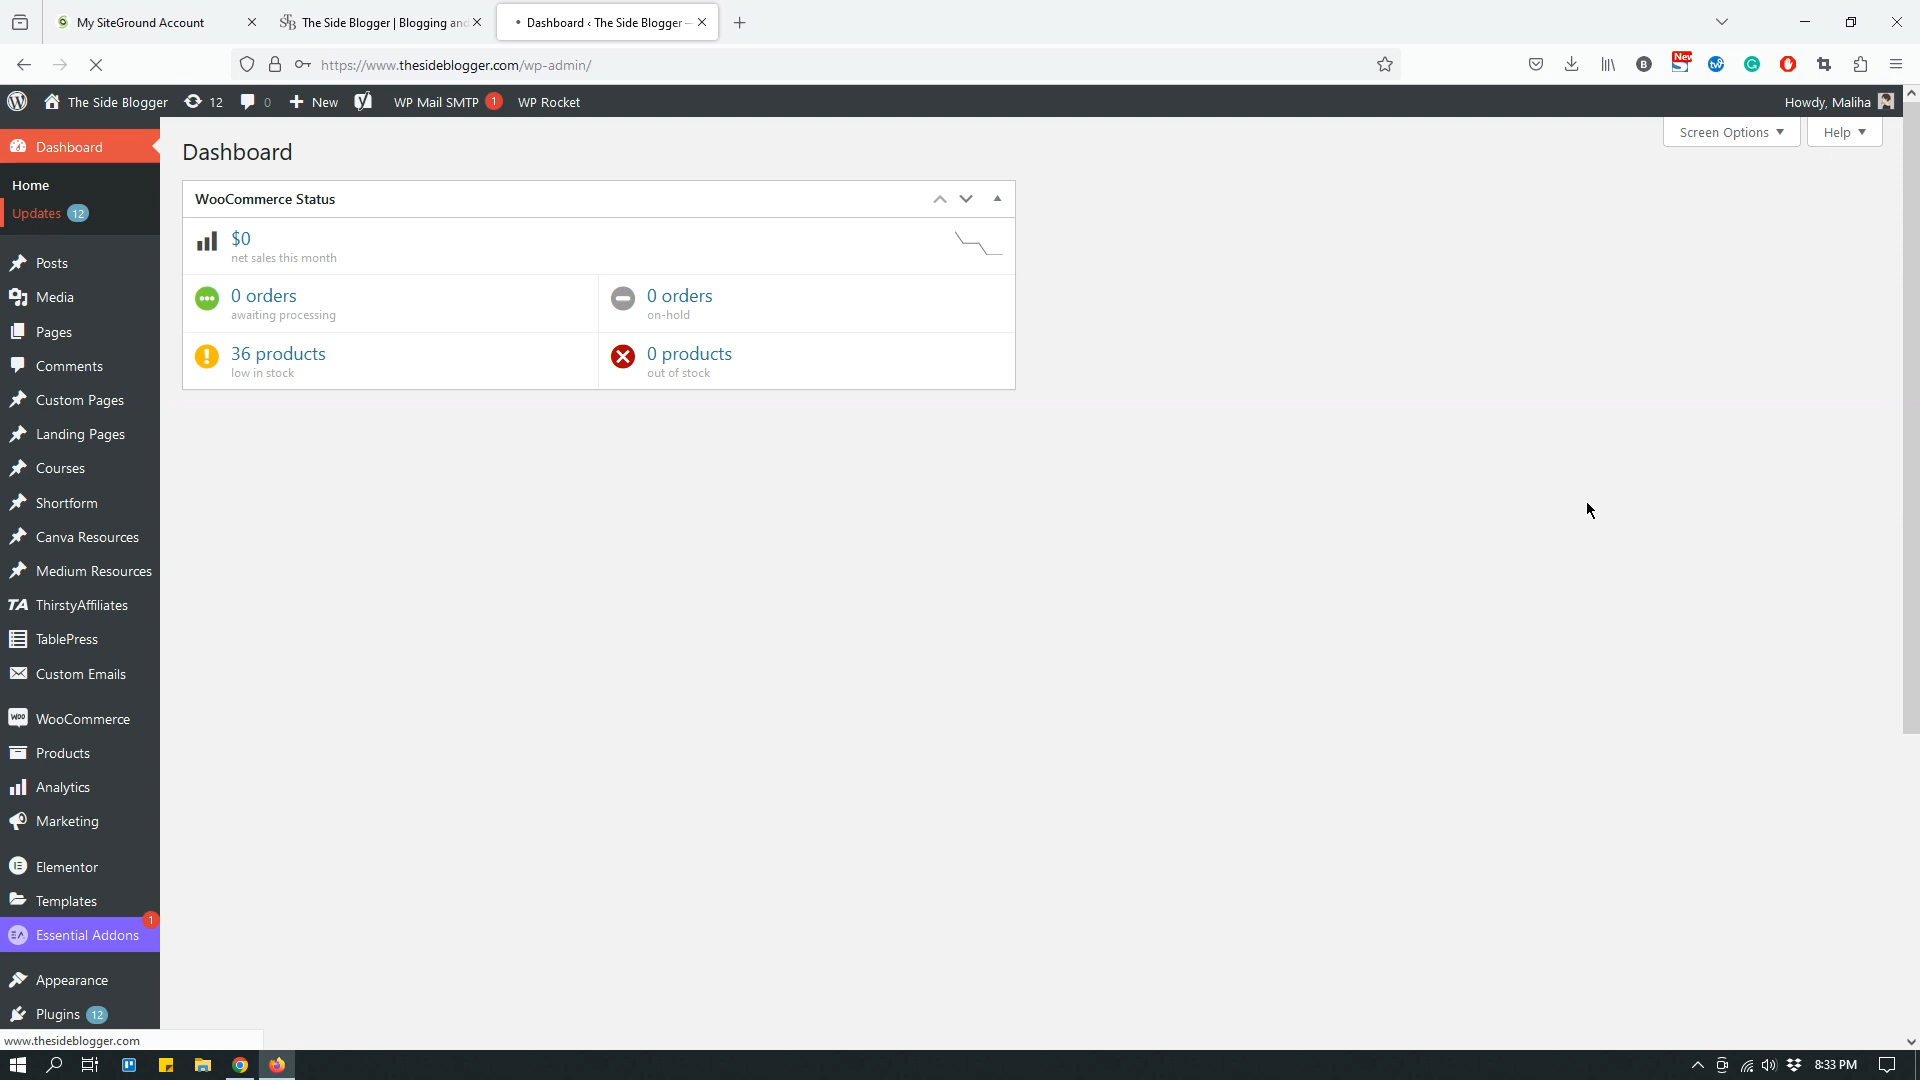 My SiteGround Account
The Side Blogger | Blogging and
Dashboard ‹ The Side Blogger —
https://www.thesideblogger.com/wp-admin/
B
New
The Side Blogger
12
0
New
WP Mail SMTP 1
WP Rocket
Howdy, Maliha
Screen Options
Help
Dashboard
Home
Updates 12
Posts
Media
Pages
Comments
Custom Pages
Landing Pages
Courses
Shortform
Canva Resources
Medium Resources
TA ThirstyAffiliates
TablePress
Custom Emails
Woo WooCommerce
Products
Analytics
Marketing
Elementor
Templates
1
EA Essential Addons
Appearance
Plugins 12
www.thesideblogger.com
Dashboard
WooCommerce Status
$0
net sales this month
0 orders
awaiting processing
0 orders
on-hold
36 products
low in stock
0 products
out of stock
8:33 PM